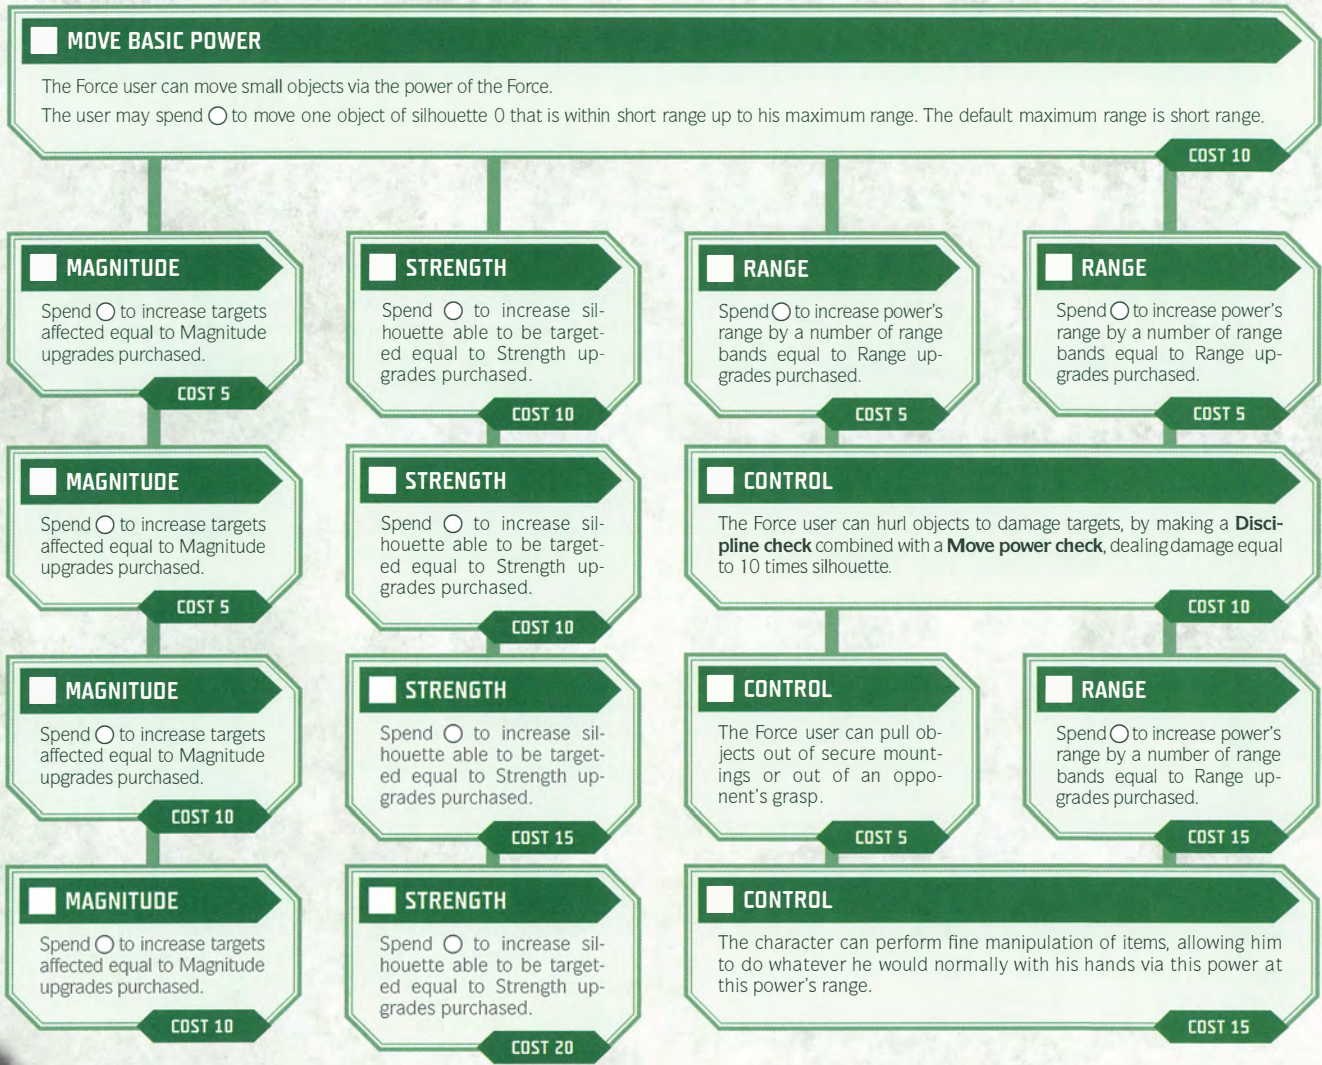 MOVE BASIC POWER
The Force user can move small objects via the power of the Force.
The user may spend ○ to move one object of silhouette 0 that is within short range up to his maximum range. The default maximum range is short range.
COST 10
MAGNITUDE
Spend ○ to increase targets
affected equal to Magnitude
upgrades purchased.
COST 5
STRENGTH
Spend ○ to increase sil-
houette able to be target-
ed equal to Strength up-
grades purchased.
COST 10
RANGE
Spend ○ to increase power's
range by a number of range
bands equal to Range up-
grades purchased.
COST 5
RANGE
Spend ○ to increase power's
range by a number of range
bands equal to Range up-
grades purchased.
COST 5
MAGNITUDE
Spend ○ to increase targets
affected equal to Magnitude
upgrades purchased.
COST 5
STRENGTH
Spend ○ to increase sil-
houette able to be target-
ed equal to Strength up-
grades purchased.
COST 10
CONTROL
The Force user can hurl objects to damage targets, by making a Disci-
pline check combined with a Move power check, dealing damage equal
to 10 times silhouette.
COST 10
MAGNITUDE
Spend ○ to increase targets
affected equal to Magnitude
upgrades purchased.
COST 10
STRENGTH
Spend ○ to increase sil-
houette able to be target-
ed equal to Strength up-
grades purchased.
COST 15
CONTROL
The Force user can pull ob-
jects out of secure mount-
ings or out of an oppo-
nent's grasp.
COST 5
RANGE
Spend ○ to increase power's
range by a number of range
bands equal to Range up-
grades purchased.
COST 15
MAGNITUDE
Spend ○ to increase targets
affected equal to Magnitude
upgrades purchased.
COST 10
STRENGTH
Spend ○ to increase sil-
houette able to be target-
ed equal to Strength up-
grades purchased.
COST 20
CONTROL
The character can perform fine manipulation of items, allowing him
to do whatever he would normally with his hands via this power at
this power's range.
COST 15